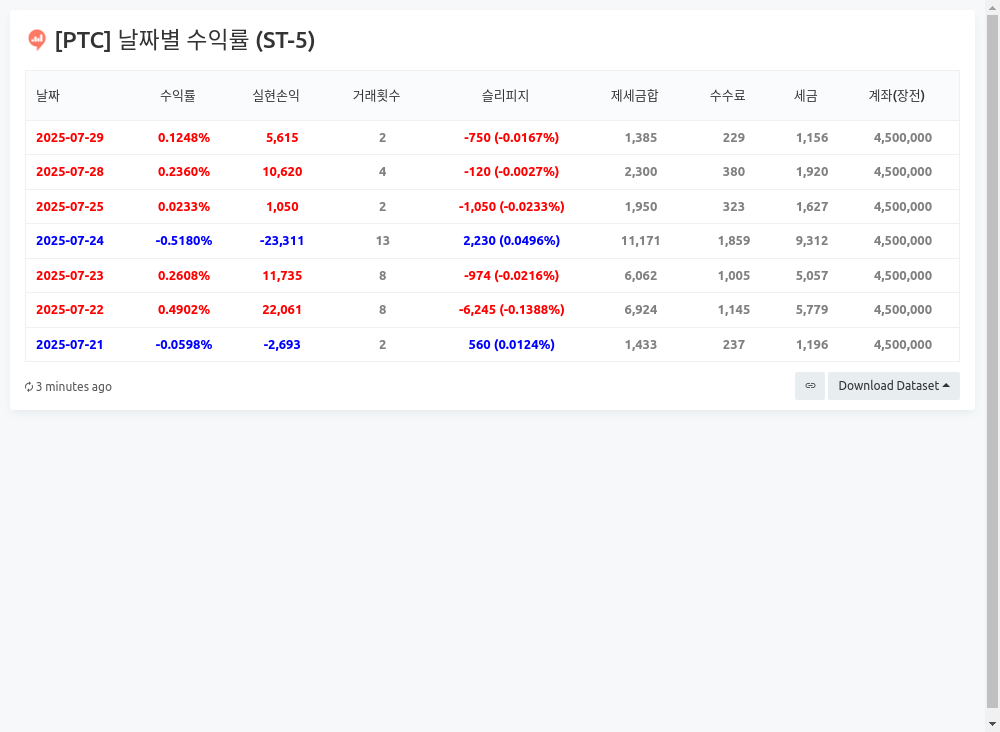 [PTC] 날짜별 수익률 (ST-5)
날짜 수익률 실현손익 거래횟수 슬리피지 제세금합 수수료 세금 계좌(장전)
2025-07-29 0.1248% 5,615 2 -750 (-0.0167%) 1,385 229 1,156 4,500,000
2025-07-28 0.2360% 10,620 4 -120 (-0.0027%) 2,300 380 1,920 4,500,000
2025-07-25 0.0233% 1,050 2 -1,050 (-0.0233%) 1,950 323 1,627 4,500,000
2025-07-24 -0.5180% -23,311 13 2,230 (0.0496%) 11,171 1,859 9,312 4,500,000
2025-07-23 0.2608% 11,735 8 -974 (-0.0216%) 6,062 1,005 5,057 4,500,000
2025-07-22 0.4902% 22,061 8 -6,245 (-0.1388%) 6,924 1,145 5,779 4,500,000
2025-07-21 -0.0598% -2,693 2 560 (0.0124%) 1,433 237 1,196 4,500,000
3 minutes ago Download Dataset